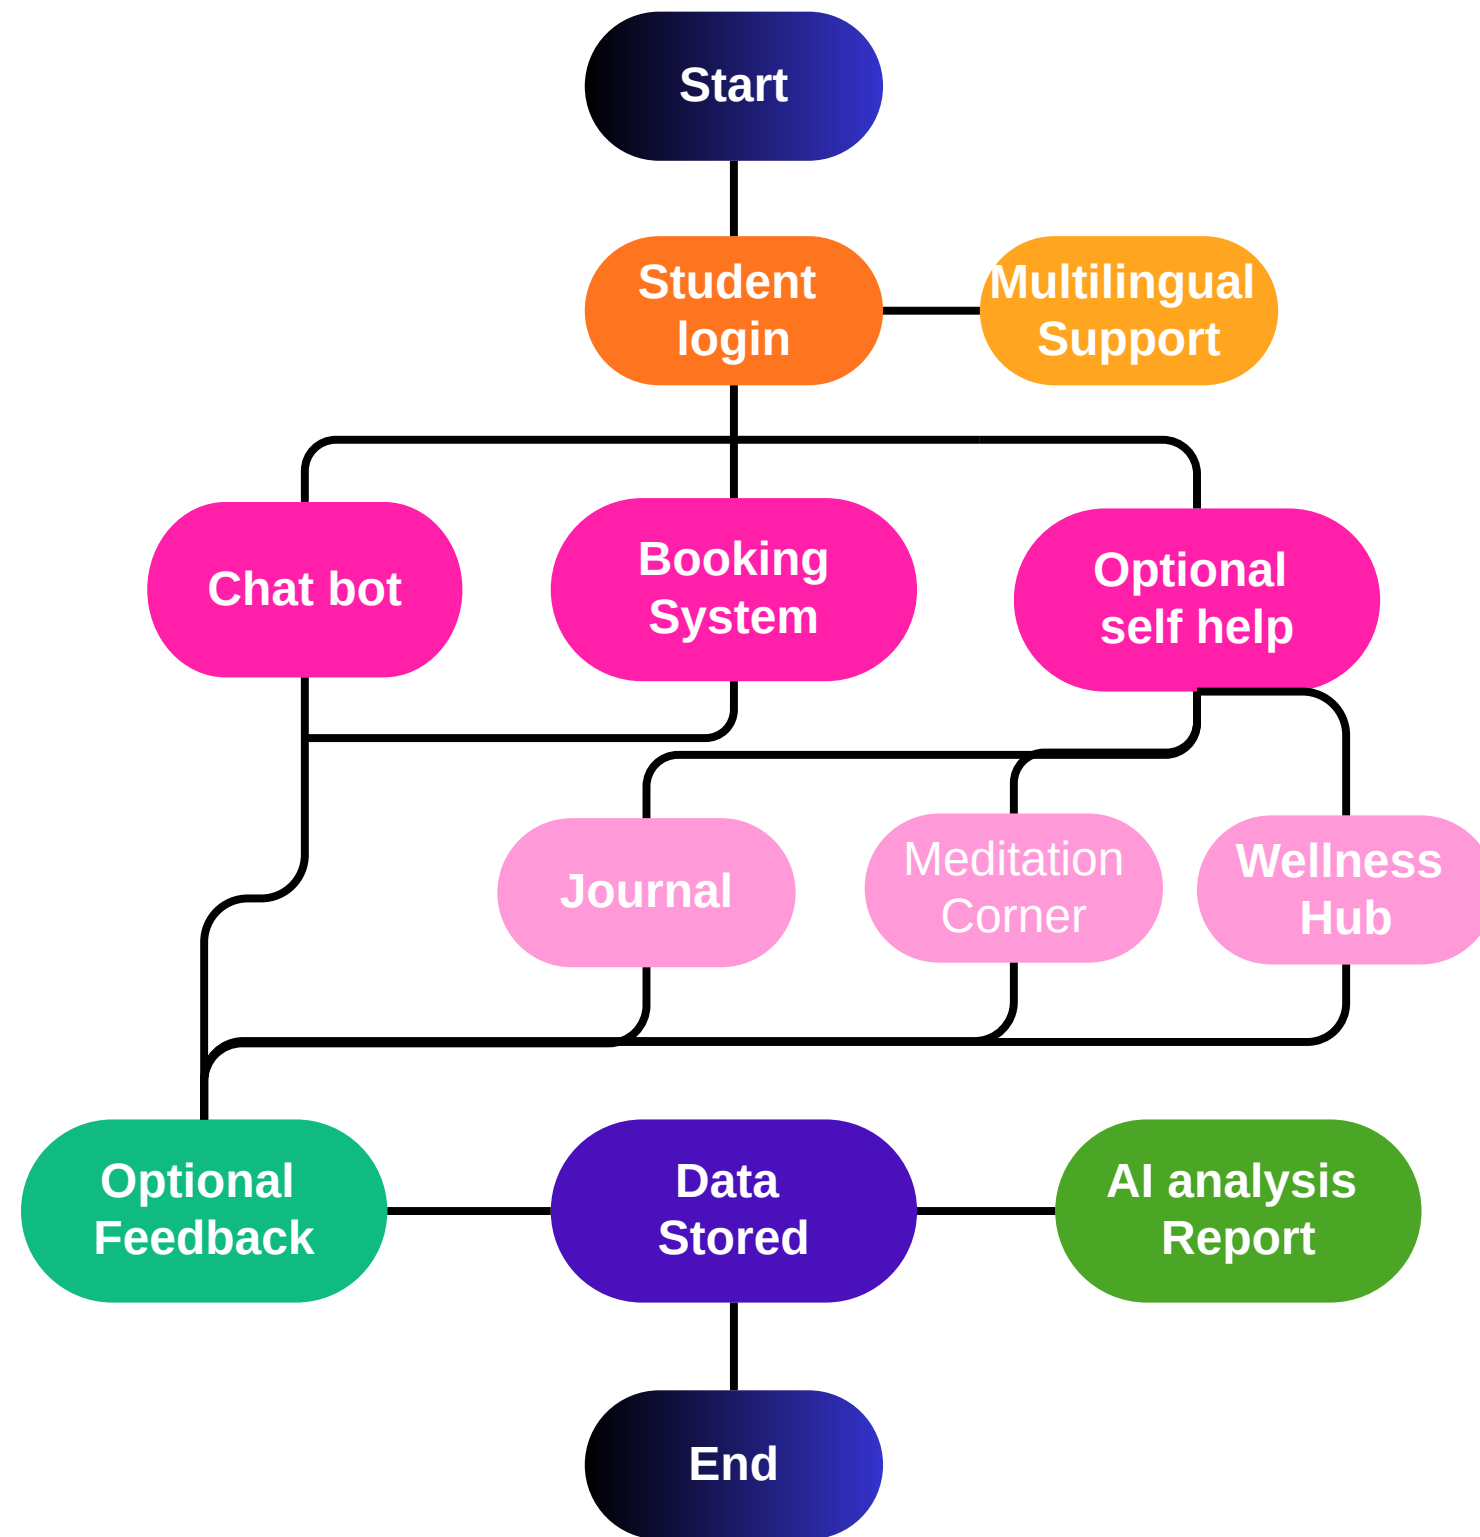 Start
Student
login
Multilingual
Support
Chat bot
Booking
System
Optional
self help
Journal
Meditation
Corner
Wellness
Hub
Optional
Feedback
Data
Stored
AI analysis
Report
End